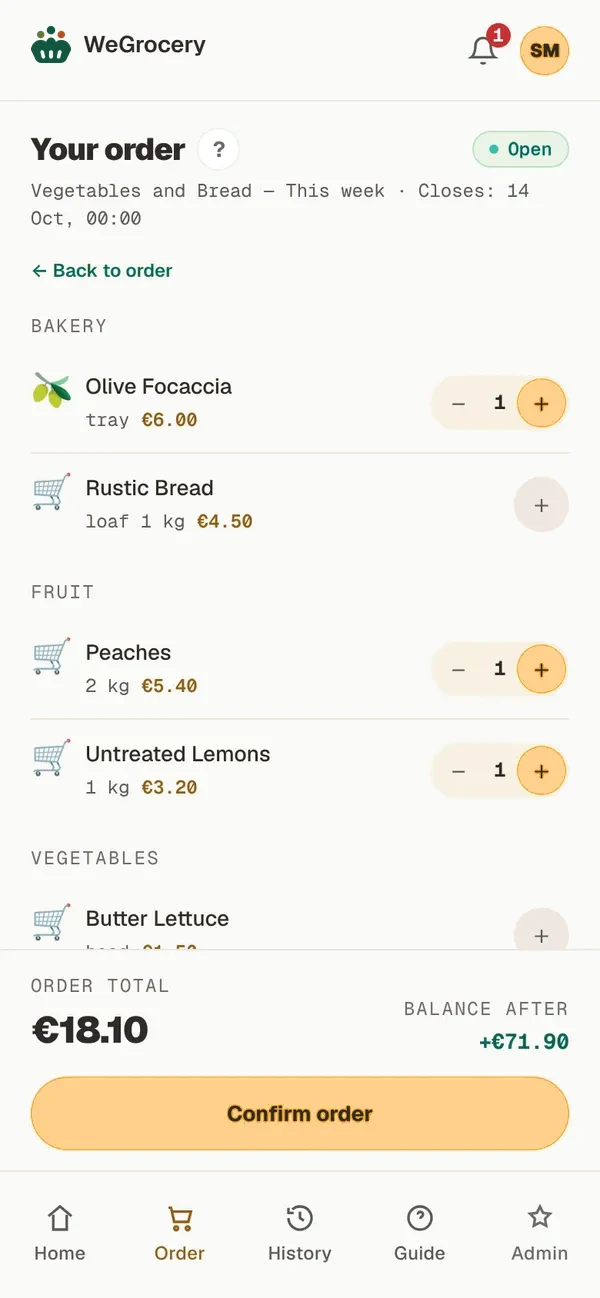 WeGrocery
1
SM
Your order
?
Open
Vegetables and Bread — This week · Closes: 14
Oct, 00:00
← Back to order
BAKERY
Olive Focaccia
tray €6.00
− 1 +
Rustic Bread
loaf 1 kg €4.50
+
FRUIT
Peaches
2 kg €5.40
− 1 +
Untreated Lemons
1 kg €3.20
− 1 +
VEGETABLES
Butter Lettuce
+
ORDER TOTAL
€18.10
BALANCE AFTER
+€71.90
Confirm order
Home
Order
History
Guide
Admin